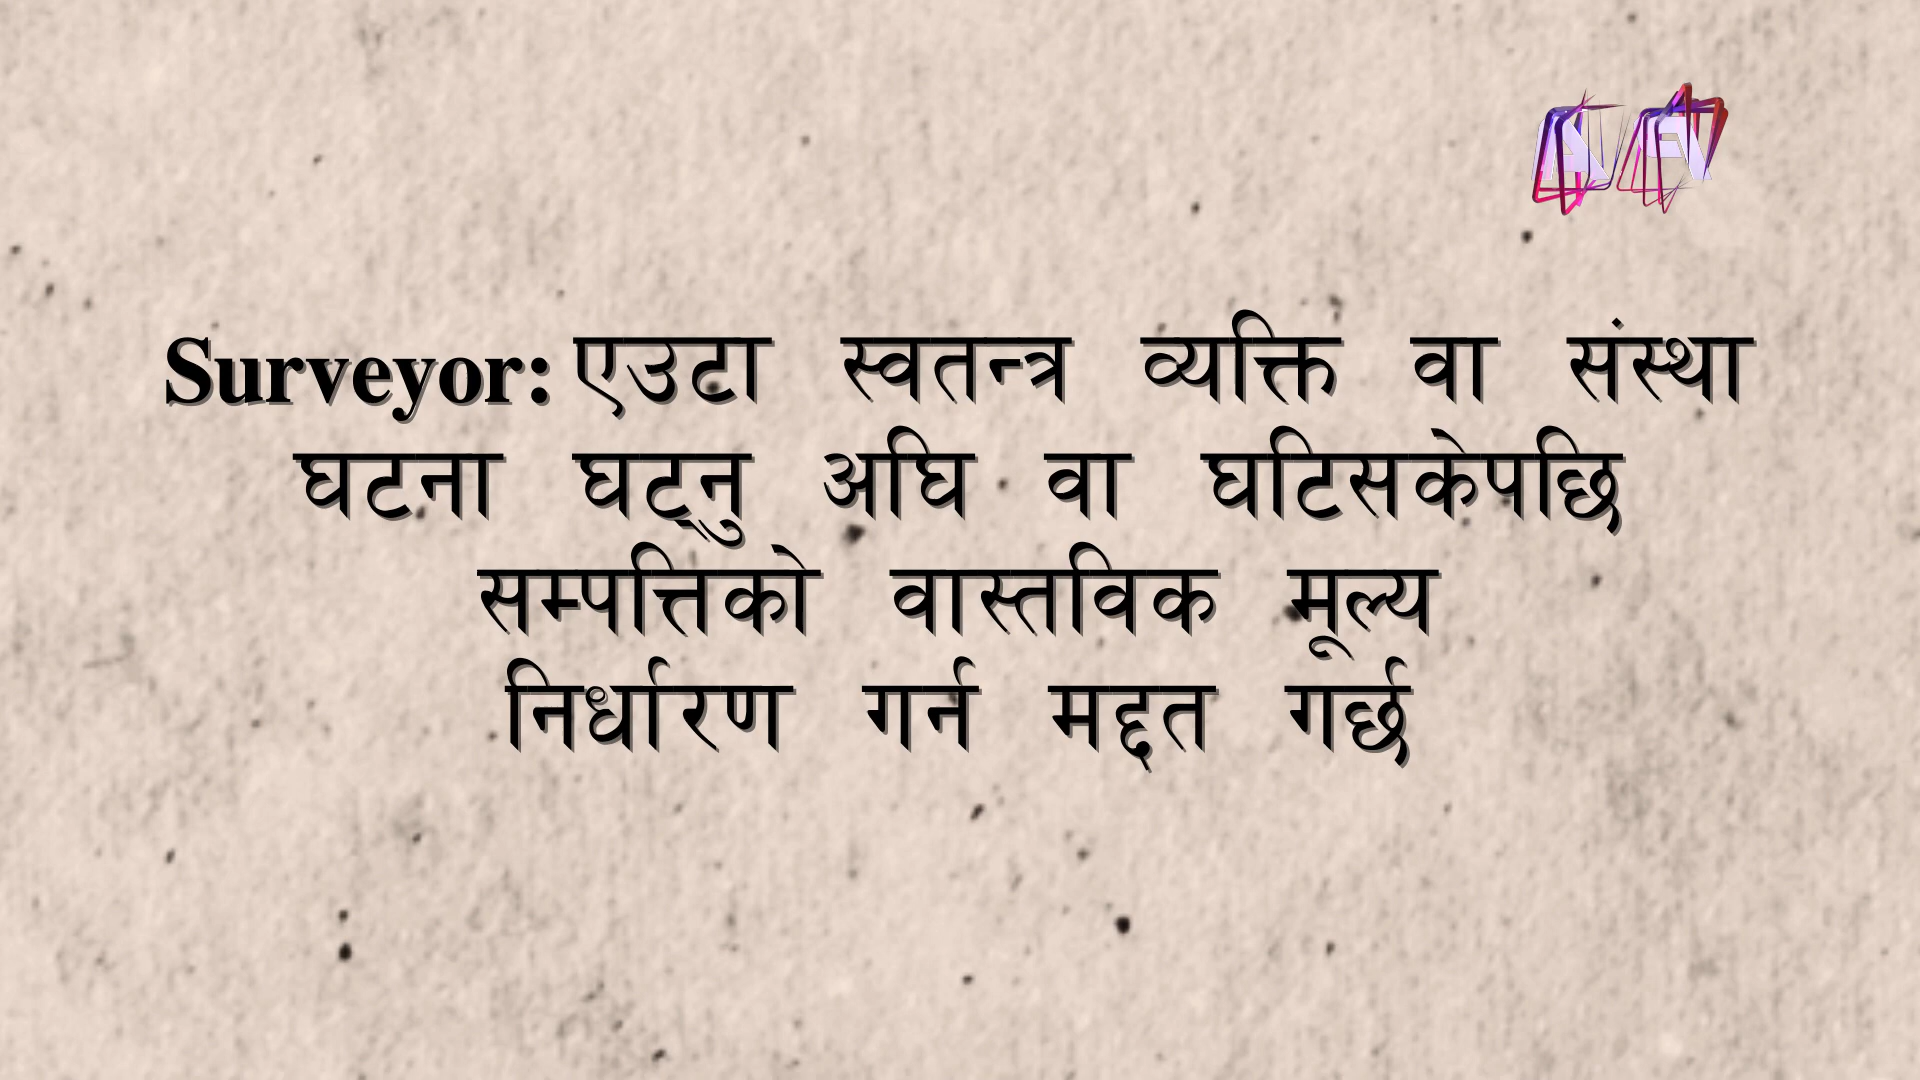 Surveyor: एउटा स्वतन्त्र व्यक्ति वा संस्था
घटना घट्नु अघि वा घटिसकेपछि
सम्पत्तिको वास्तविक मूल्य
निर्धारण गर्न मद्दत गर्छ